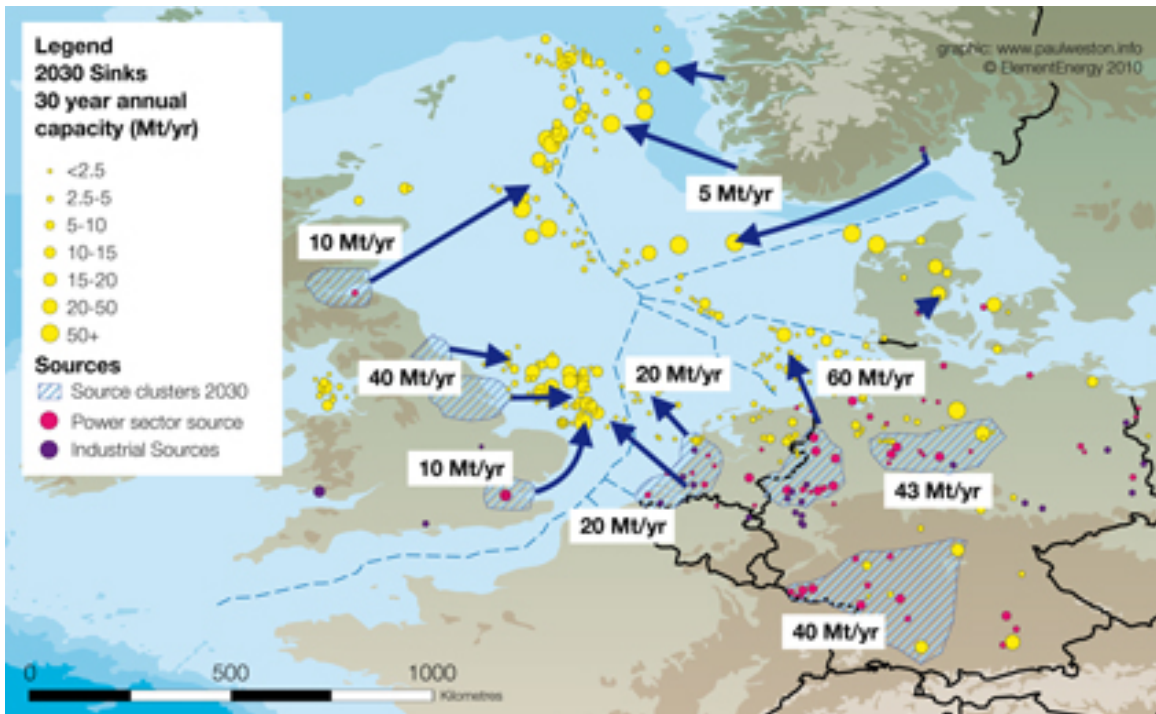 Legend
2030 Sinks
30 year annual
capacity (Mt/yr)
<2.5
2.5-5
5-10
10-15
15-20
20-50
50+
Sources
Source clusters 2030
Power sector source
Industrial Sources
graphic: www.paulweston.info
© ElementEnergy 2010
5 Mt/yr
10 Mt/yr
40 Mt/yr
20 Mt/yr
60 Mt/yr
10 Mt/yr
43 Mt/yr
20 Mt/yr
40 Mt/yr
0 500 1000
Kilometres